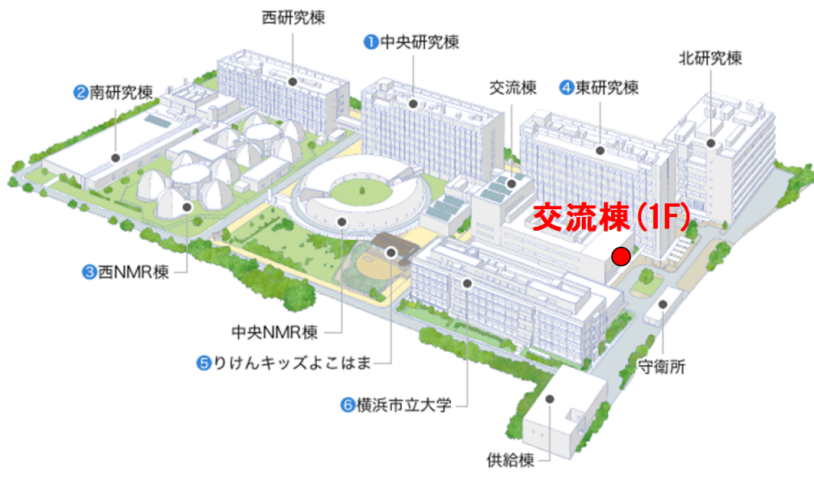 西研究棟
❶中央研究棟
北研究棟
❷南研究棟
交流棟
❹東研究棟
交流棟(1F)
❸西NMR棟
中央NMR棟
❺りけんキッズよこはま
守衛所
❻横浜市立大学
供給棟